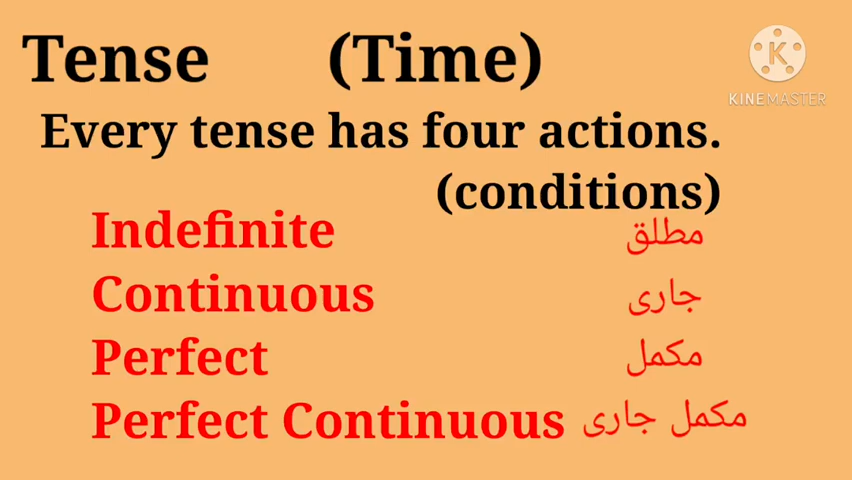 Tense (Time)
KINEMASTER
Every tense has four actions.
(conditions)
Indefinite مطلق
Continuous جاری
Perfect مکمل
Perfect Continuous مکمل جاری